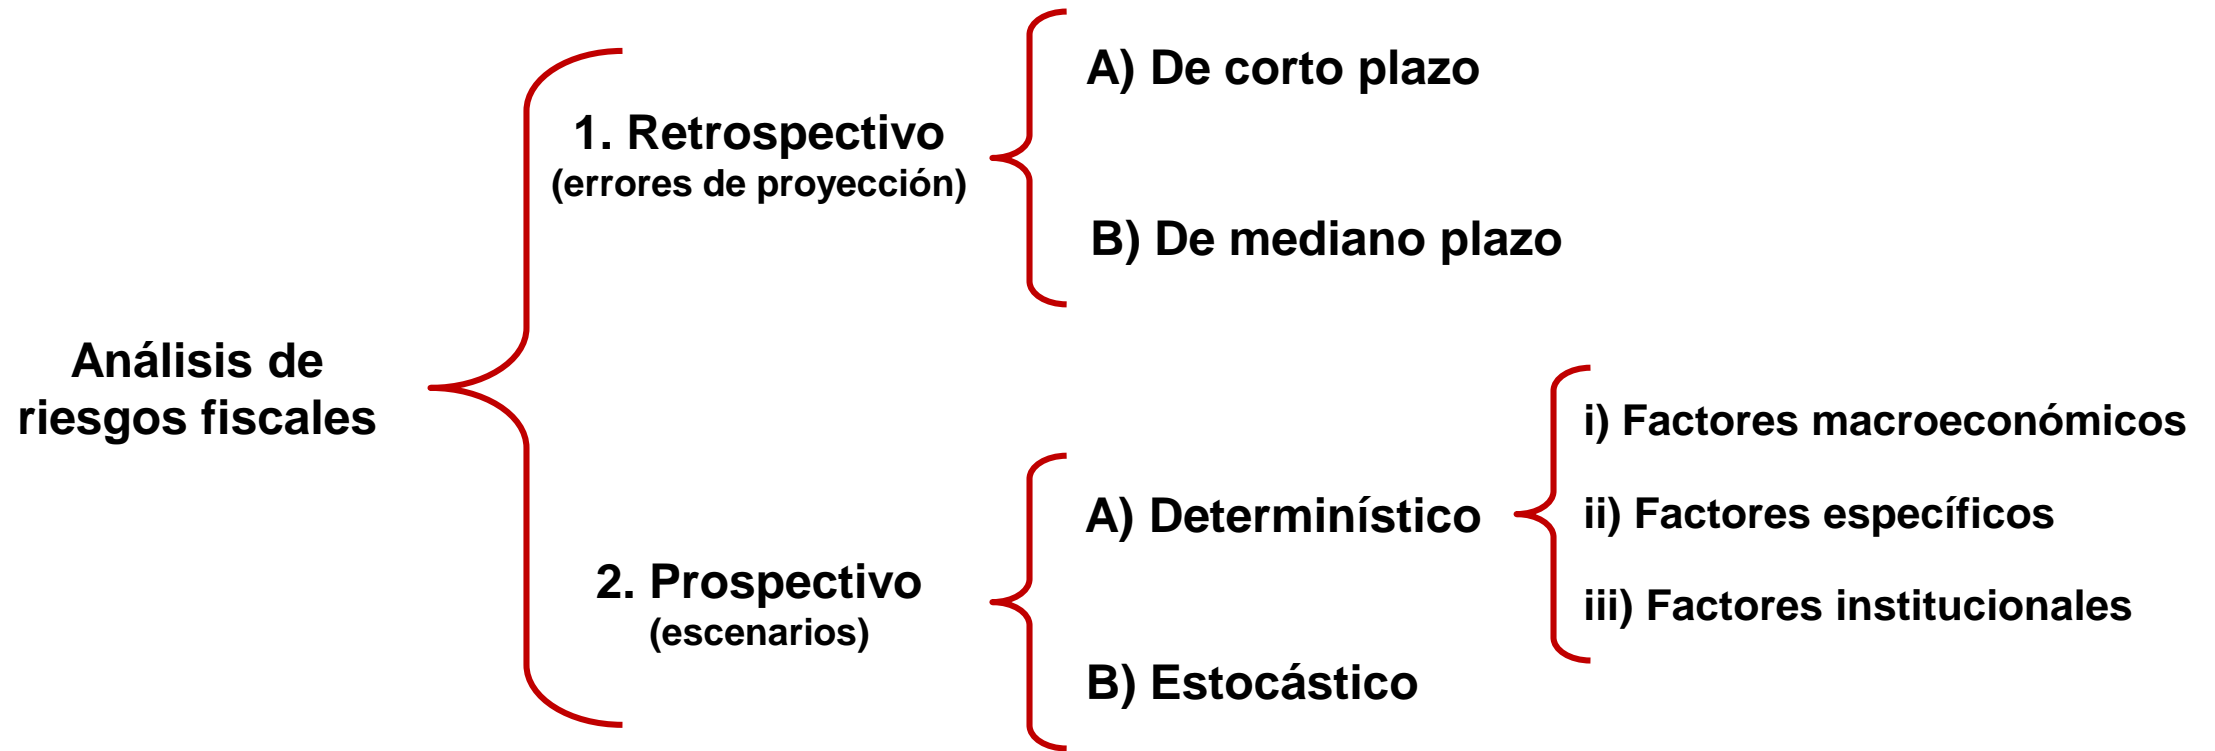 Análisis de
riesgos fiscales
1. Retrospectivo
(errores de proyección)
A) De corto plazo
B) De mediano plazo
2. Prospectivo
(escenarios)
A) Determinístico
i) Factores macroeconómicos
ii) Factores específicos
iii) Factores institucionales
B) Estocástico